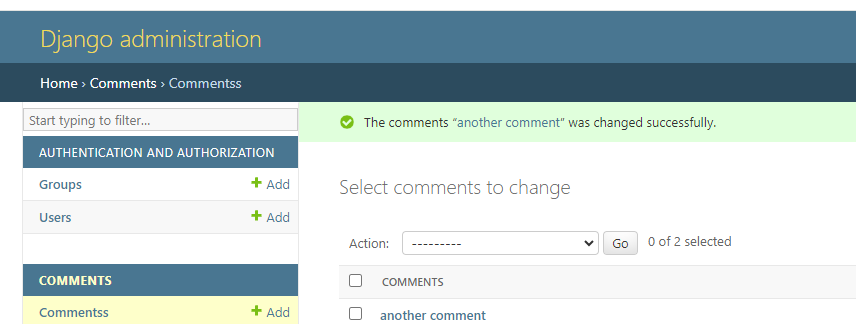 Django administration
Home › Comments › Commentss
Start typing to filter...
The comments “another comment” was changed successfully.
AUTHENTICATION AND AUTHORIZATION
Groups + Add
Users + Add
Select comments to change
Action: --------- Go 0 of 2 selected
COMMENTS
Commentss + Add
COMMENTS
another comment